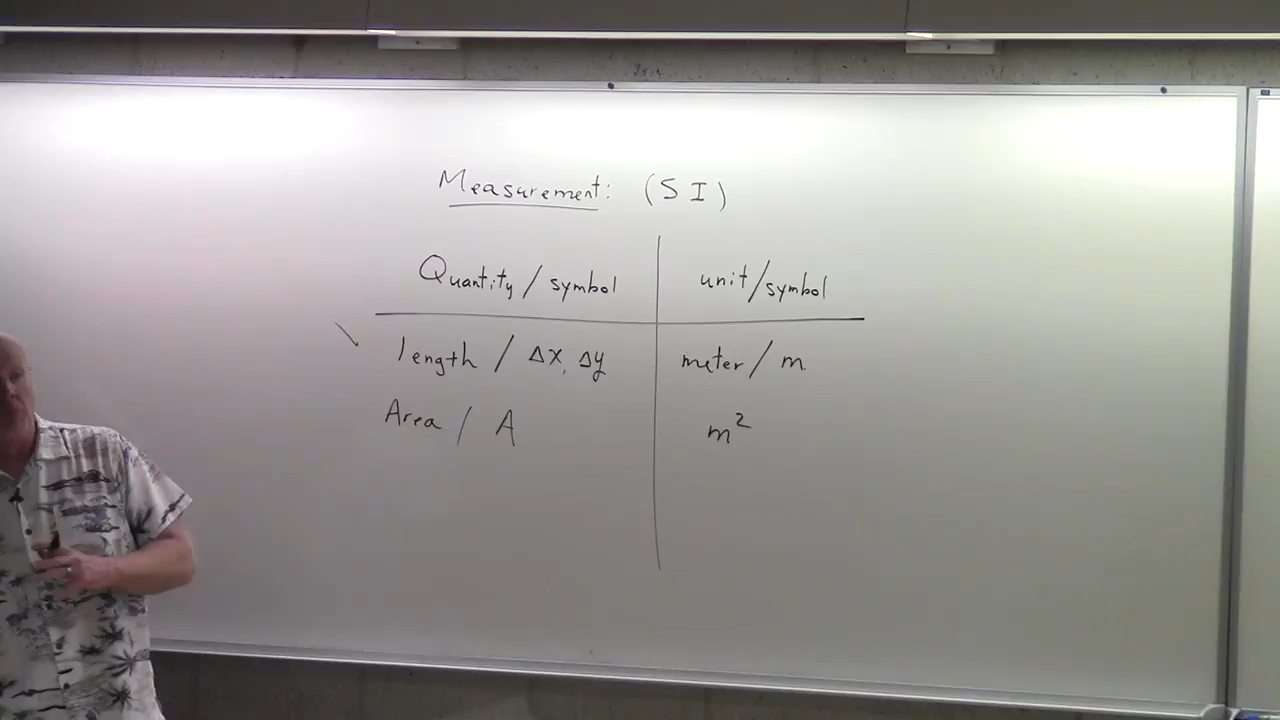 Measurement: (SI)
Quantity / symbol unit/symbol
length / Δx, Δy meter / m
Area / A m²